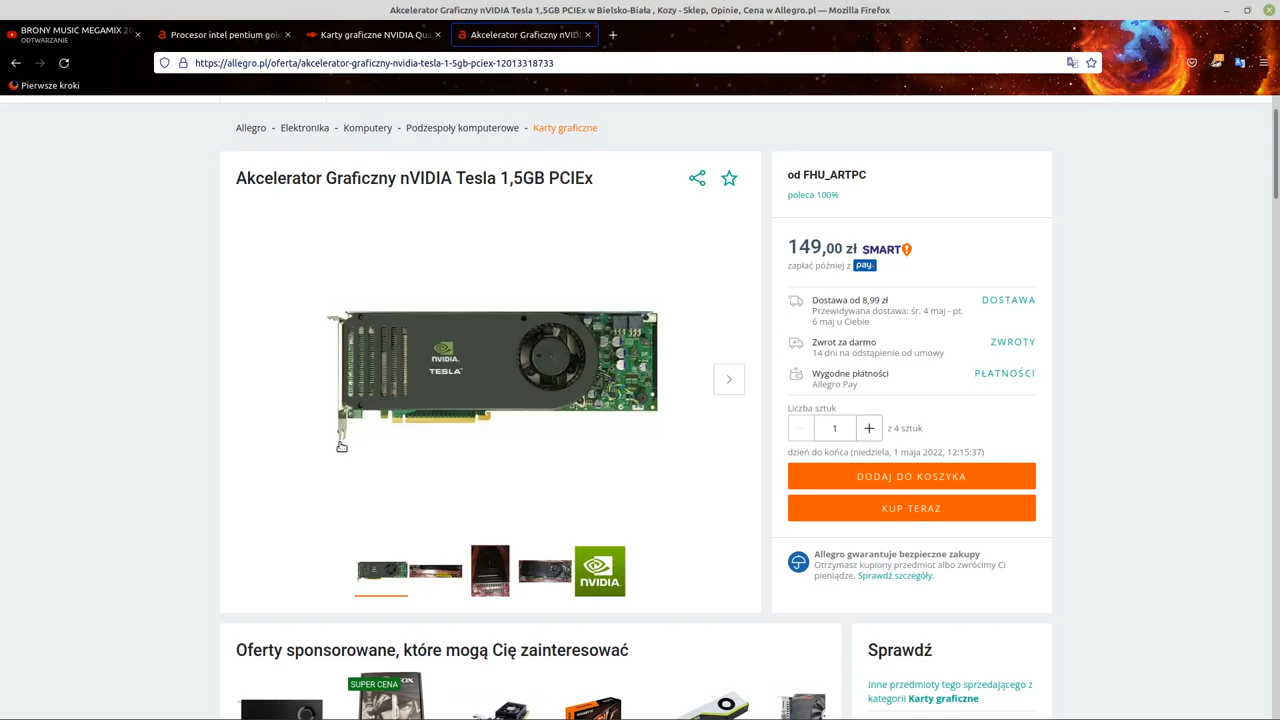 Akcelerator Graficzny nVIDIA Tesla 1,5GB PCIEx w Bielsko-Biała , Kozy - Sklep, Opinie, Cena w Allegro.pl — Mozilla Firefox
BRONY MUSIC MEGAMIX 20
ODTWARZANIE
Procesor intel pentium gold
Karty graficzne NVIDIA Qua
Akcelerator Graficzny nVIDI
https://allegro.pl/oferta/akcelerator-graficzny-nvidia-tesla-1-5gb-pciex-12013318733
Pierwsze kroki
Allegro - Elektronika - Komputery - Podzespoły komputerowe - Karty graficzne
Akcelerator Graficzny nVIDIA Tesla 1,5GB PCIEx
NVIDIA.
TESLA
NVIDIA.
od FHU_ARTPC
poleca 100%
149,00 zł SMART!
zapłać później z pay
Dostawa od 8,99 zł
DOSTAWA
Przewidywana dostawa: śr. 4 maj - pt.
6 maj u Ciebie
Zwrot za darmo
ZWROTY
14 dni na odstąpienie od umowy
Wygodne płatności
PŁATNOŚCI
Allegro Pay
Liczba sztuk
1
z 4 sztuk
dzień do końca (niedziela, 1 maja 2022, 12:15:37)
DODAJ DO KOSZYKA
KUP TERAZ
Allegro gwarantuje bezpieczne zakupy
Otrzymasz kupiony przedmiot albo zwrócimy Ci
pieniądze. Sprawdź szczegóły.
Oferty sponsorowane, które mogą Cię zainteresować
SUPER CENA
Sprawdź
Inne przedmioty tego sprzedającego z
kategorii Karty graficzne